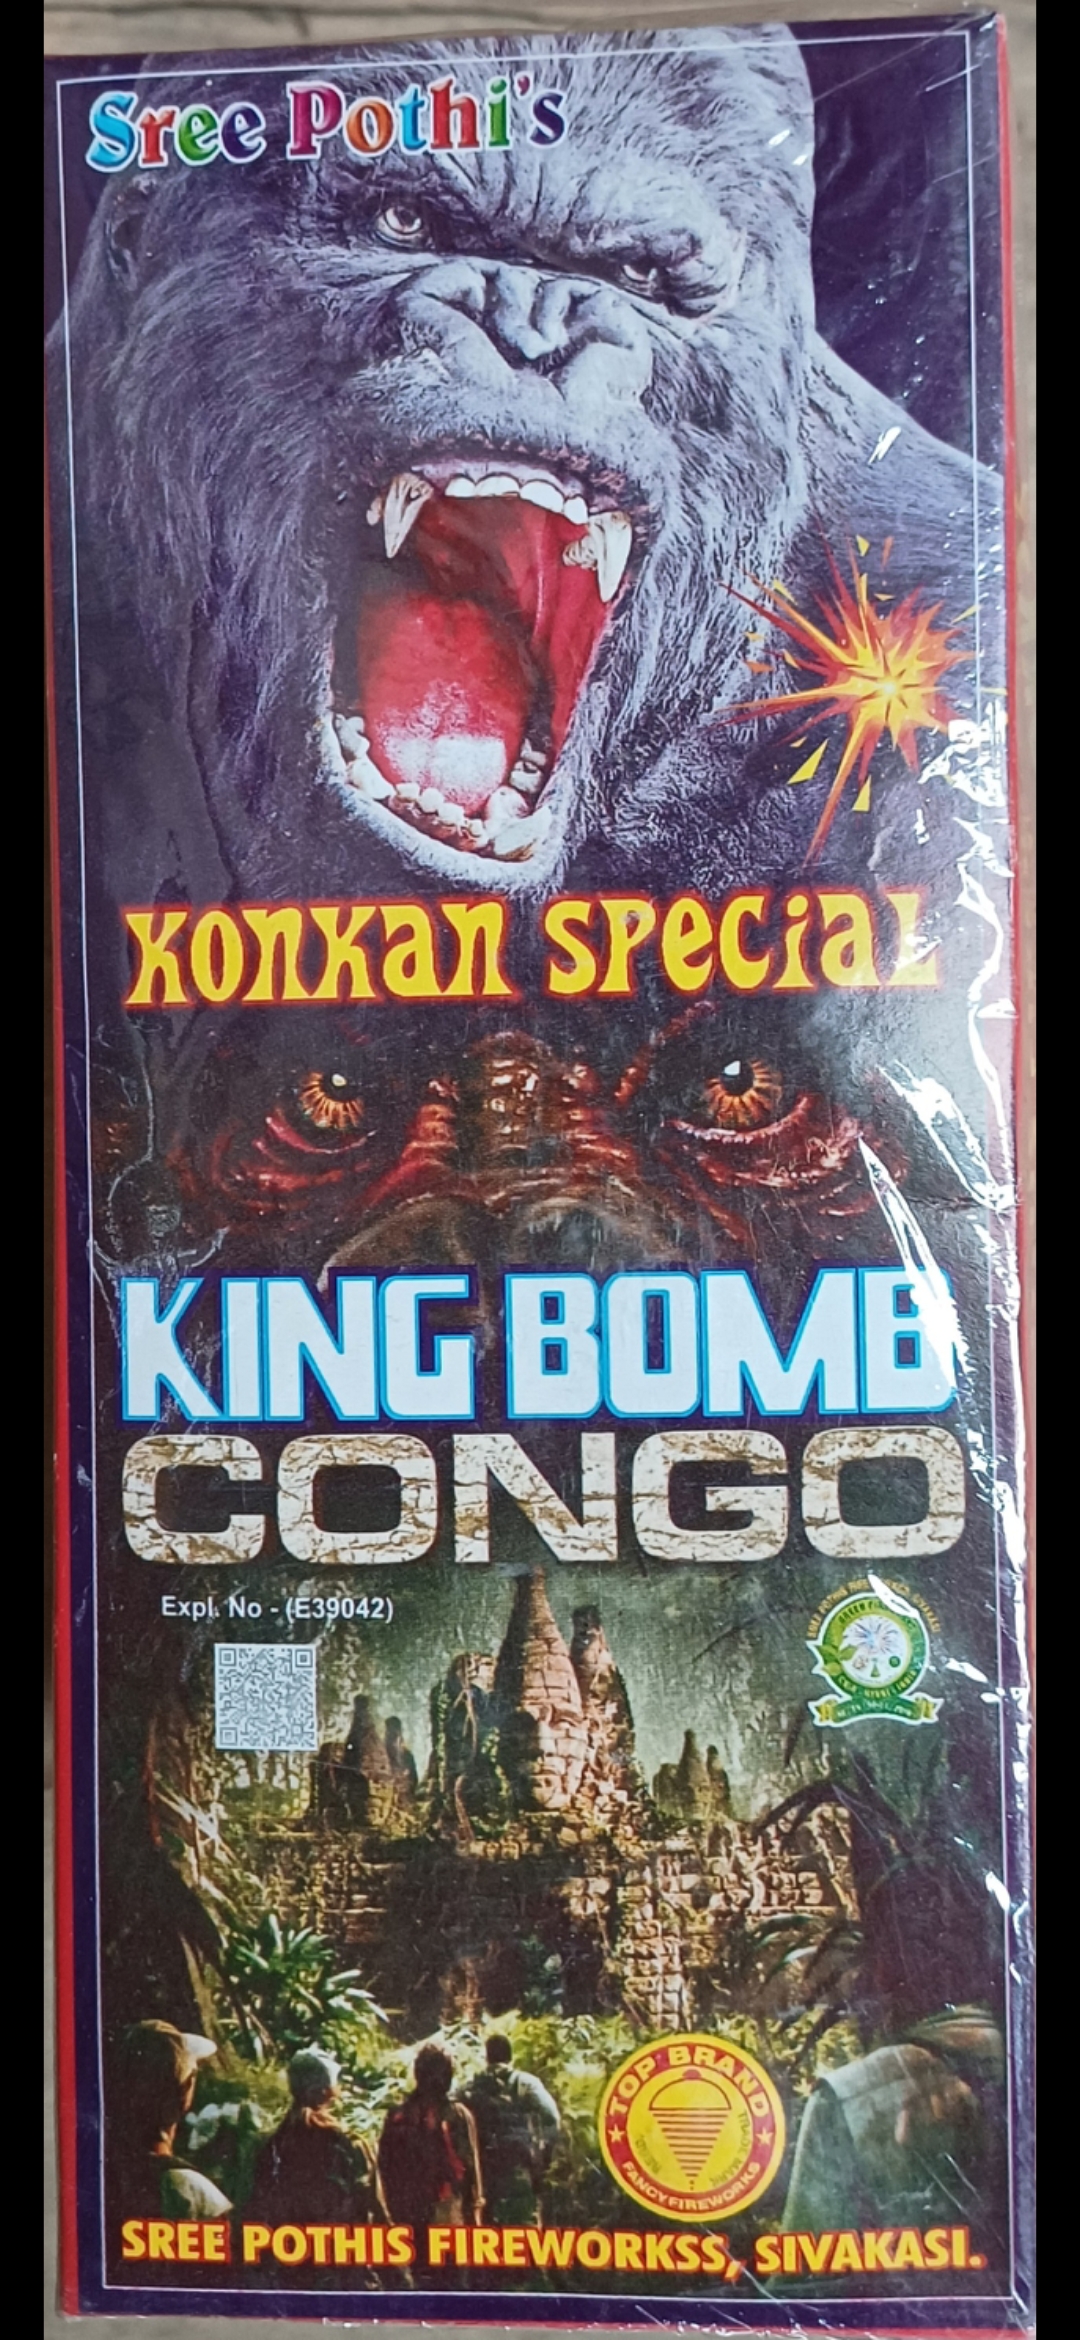 Sree Pothi's
Konkan Special
KING BOMB
CONGO
Expl. No - (E39042)
TOP BRAND
FANCY FIREWORKS
SREE POTHIS FIREWORKSS, SIVAKASI.